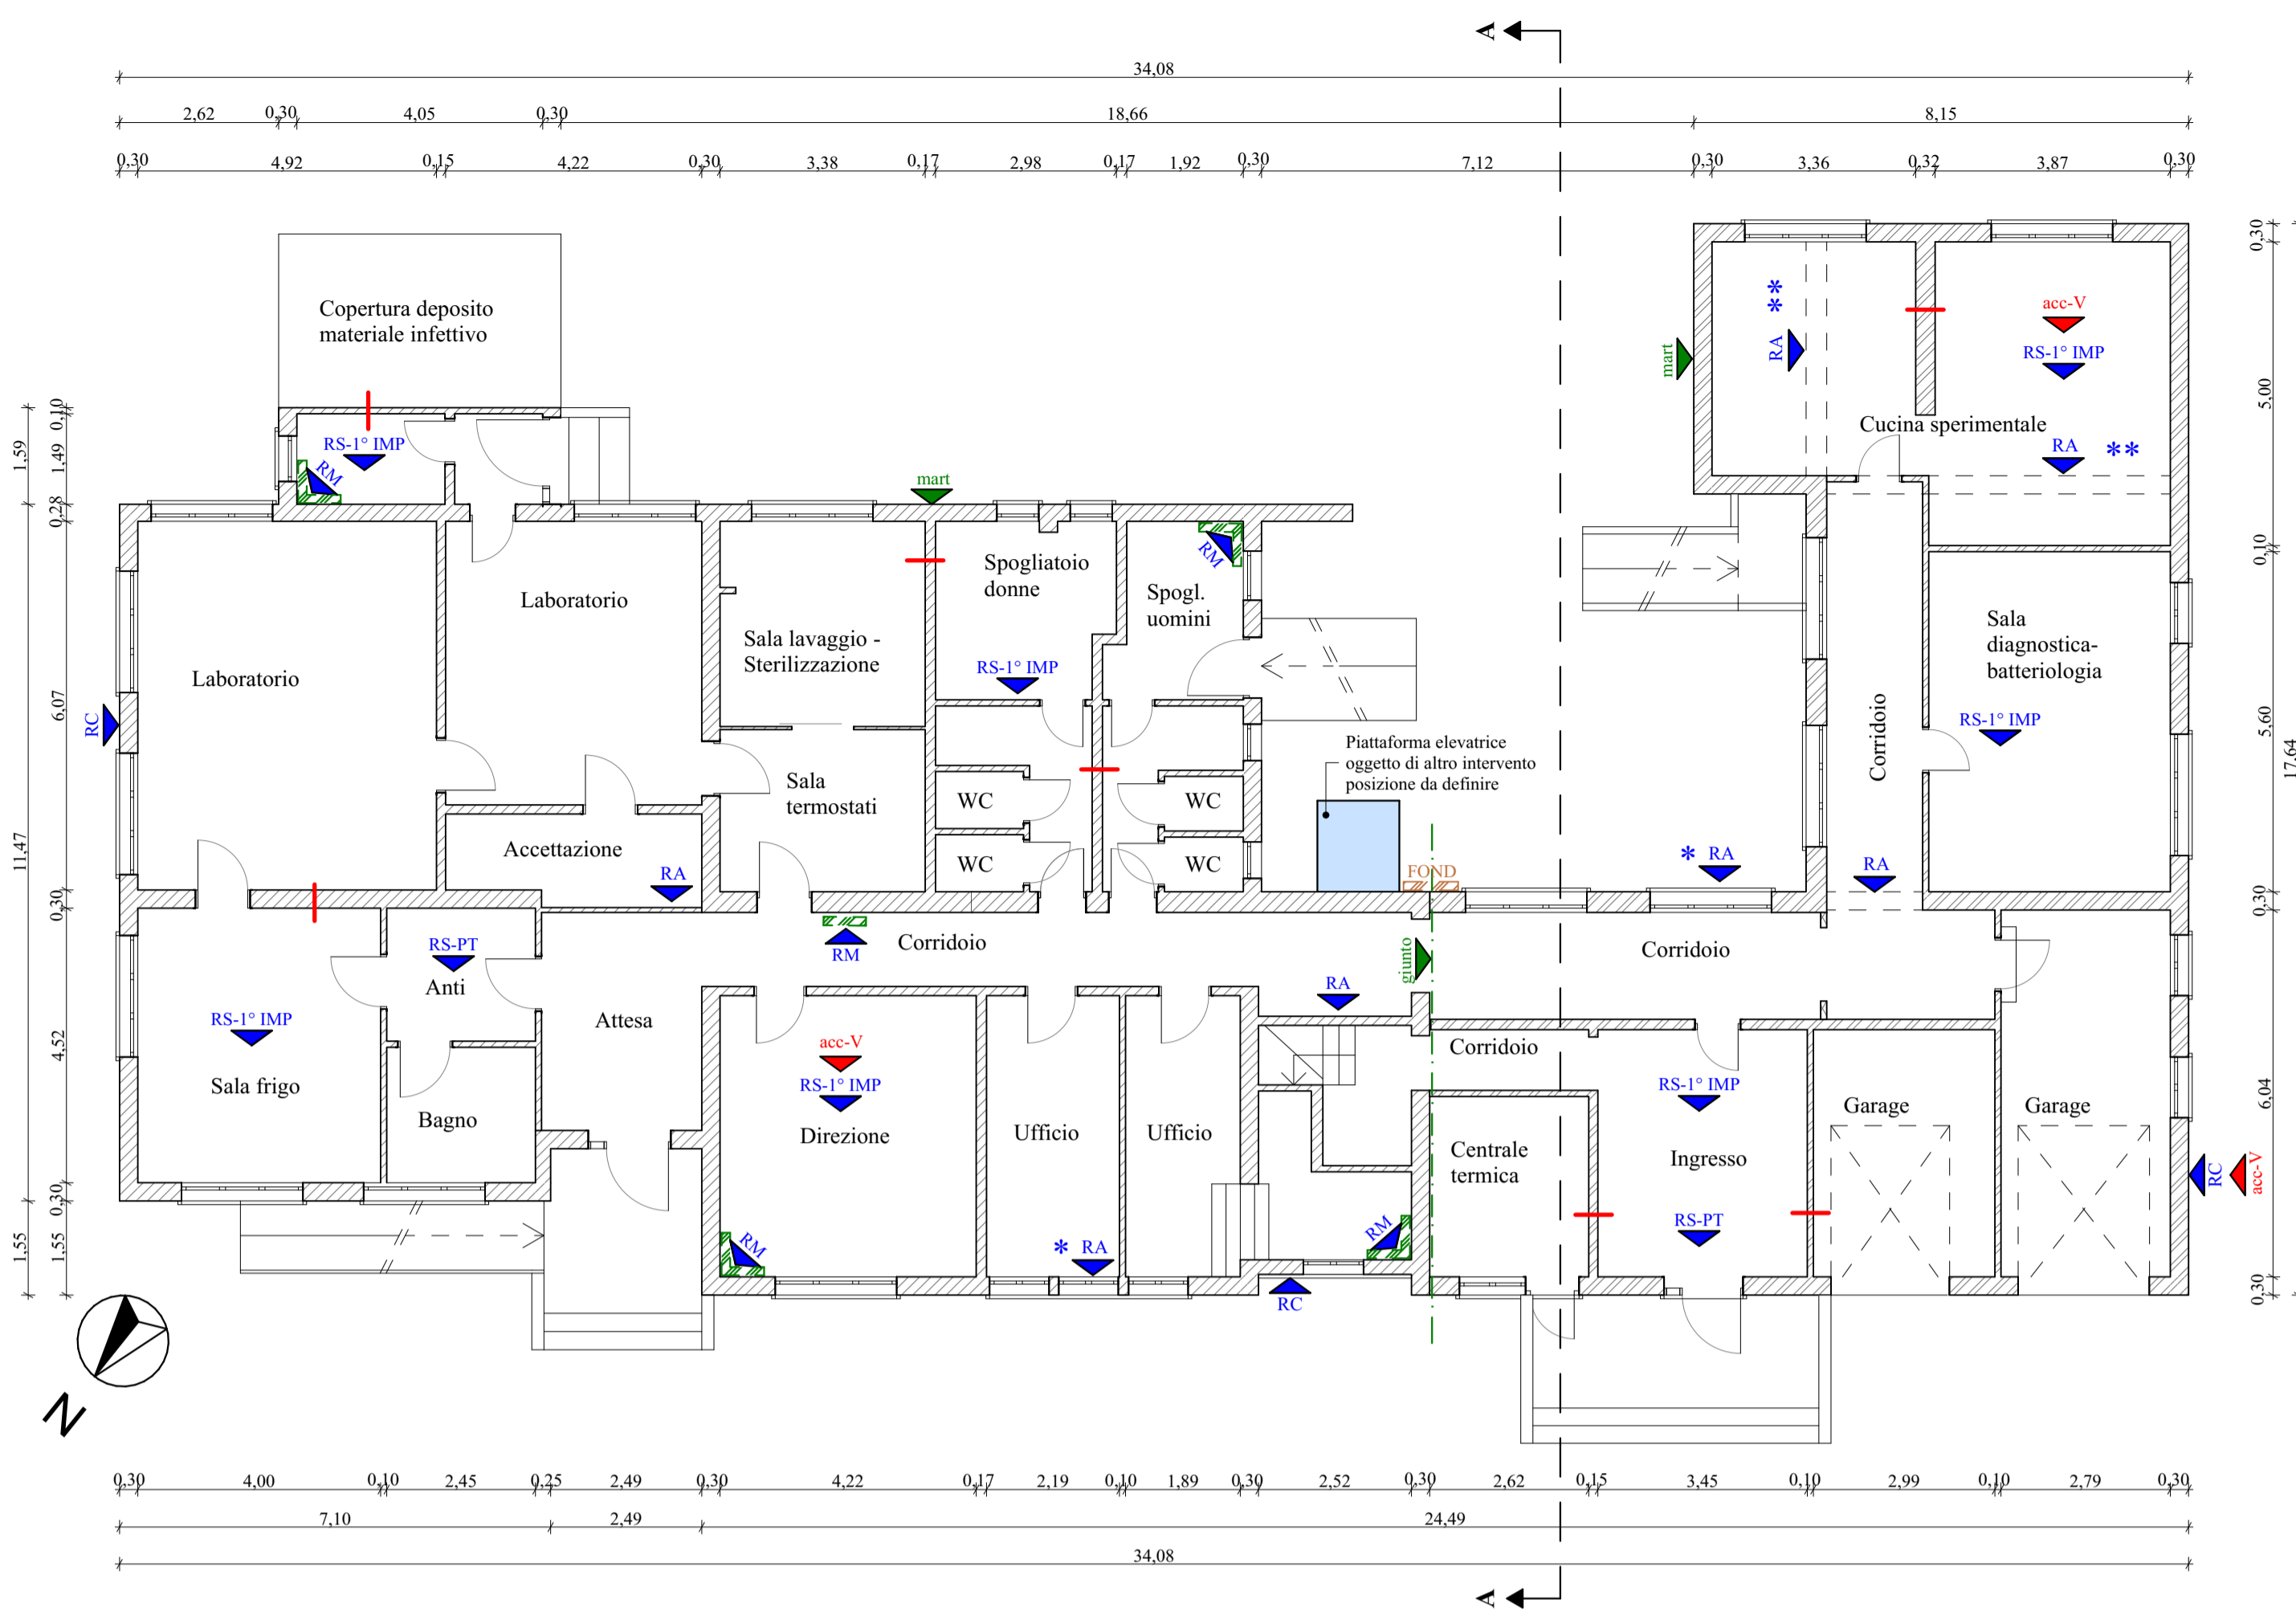 A
34,08
2,62
0,30
4,05
0,30
18,66
8,15
0,30
4,92
0,15
4,22
0,30
3,38
0,17
2,98
0,17
1,92
0,30
7,12
0,30
3,36
0,32
3,87
0,30
Copertura deposito
materiale infettivo
RS-1° IMP
RM
mart
mart
RA
**
acc-V
RS-1° IMP
Cucina sperimentale
RA
**
Laboratorio
Laboratorio
Sala lavaggio -
Sterilizzazione
Spogliatoio
donne
RS-1° IMP
Spogl.
uomini
RM
Sala
diagnostica-
batteriologia
RS-1° IMP
Corridoio
RC
Sala
termostati
Accettazione
RA
WC
WC
WC
WC
Piattaforma elevatrice
oggetto di altro intervento
posizione da definire
FOND
* RA
RA
RS-PT
Anti
RM
Corridoio
giunto
Corridoio
RS-1° IMP
Sala frigo
Bagno
Attesa
acc-V
RS-1° IMP
Direzione
RM
Ufficio
* RA
Ufficio
RA
RM
RC
Corridoio
Centrale
termica
RS-1° IMP
Ingresso
RS-PT
Garage
Garage
RC
acc-V
1,59
11,47
1,55
0,10
1,49
0,28
6,07
0,30
4,52
0,30
1,55
0,30
5,00
0,10
5,60
0,30
6,04
0,30
17,64
N
0,30
4,00
0,10
2,45
0,25
2,49
0,30
4,22
0,17
2,19
0,10
1,89
0,30
2,52
0,30
2,62
0,15
3,45
0,10
2,99
0,10
2,79
0,30
7,10
2,49
24,49
34,08
A